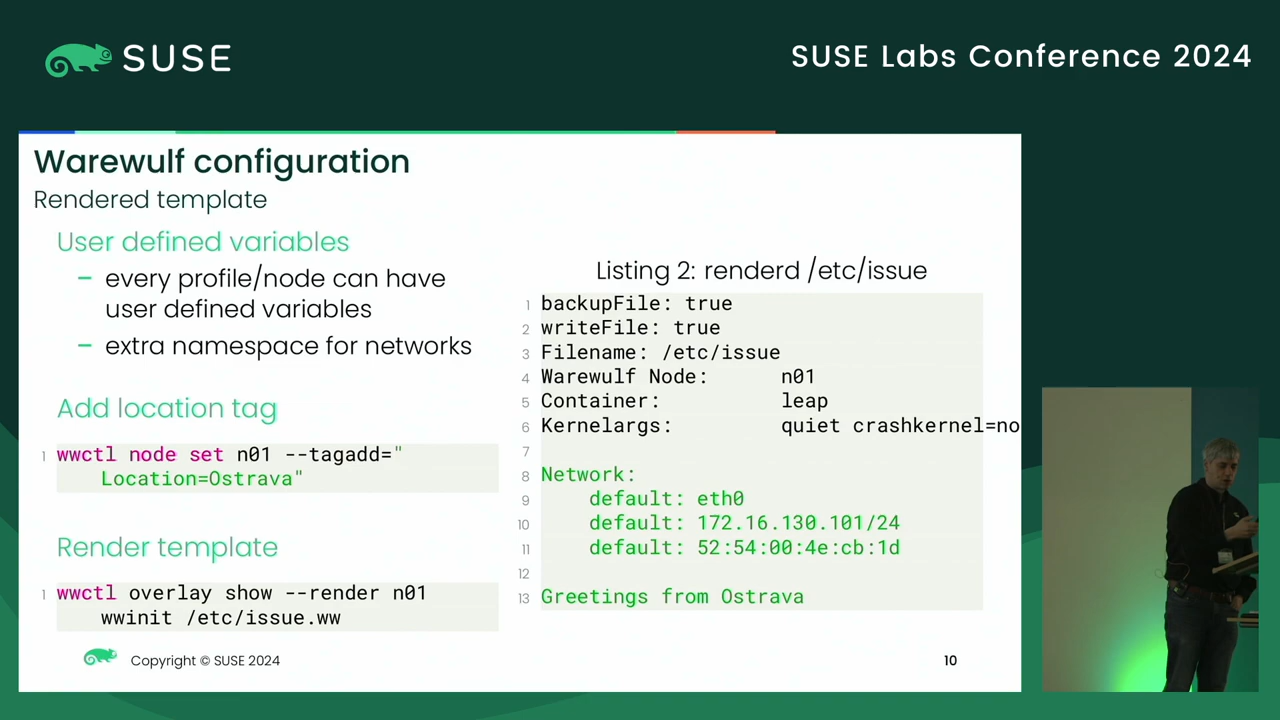 SUSE
SUSE Labs Conference 2024
Warewulf configuration
Rendered template
User defined variables
– every profile/node can have
user defined variables
– extra namespace for networks
Add location tag
1 wwctl node set n01 --tagadd="
Location=Ostrava"
Render template
1 wwctl overlay show --render n01
wwinit /etc/issue.ww
Listing 2: renderd /etc/issue
1 backupFile: true
2 writeFile: true
3 Filename: /etc/issue
4 Warewulf Node: n01
5 Container: leap
6 Kernelargs: quiet crashkernel=no
7
8 Network:
9 default: eth0
10 default: 172.16.130.101/24
11 default: 52:54:00:4e:cb:1d
12
13 Greetings from Ostrava
Copyright © SUSE 2024
10